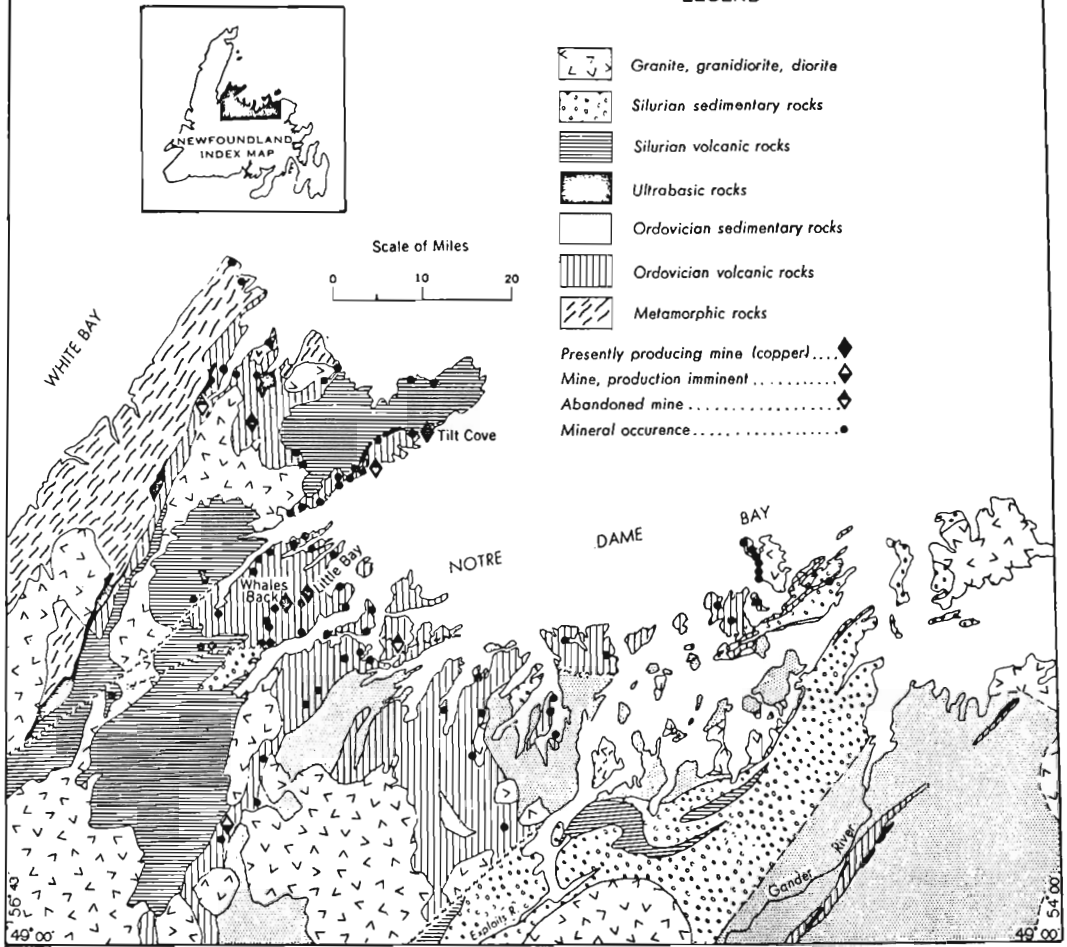 LEGEND
NEWFOUNDLAND
INDEX MAP
Granite, granidiorite, diorite
Silurian sedimentary rocks
Silurian volcanic rocks
Ultrabasic rocks
Ordovician sedimentary rocks
Ordovician volcanic rocks
Metamorphic rocks
Presently producing mine (copper)....
Mine, production imminent ............
Abandoned mine ......................
Mineral occurence.....................
Scale of Miles
0 10 20
WHITE BAY
Tilt Cove
NOTRE DAME BAY
Whales
Back
Little Bay
Gander River
Exploits R.
56°43
49°00'
54°00'
49°00'